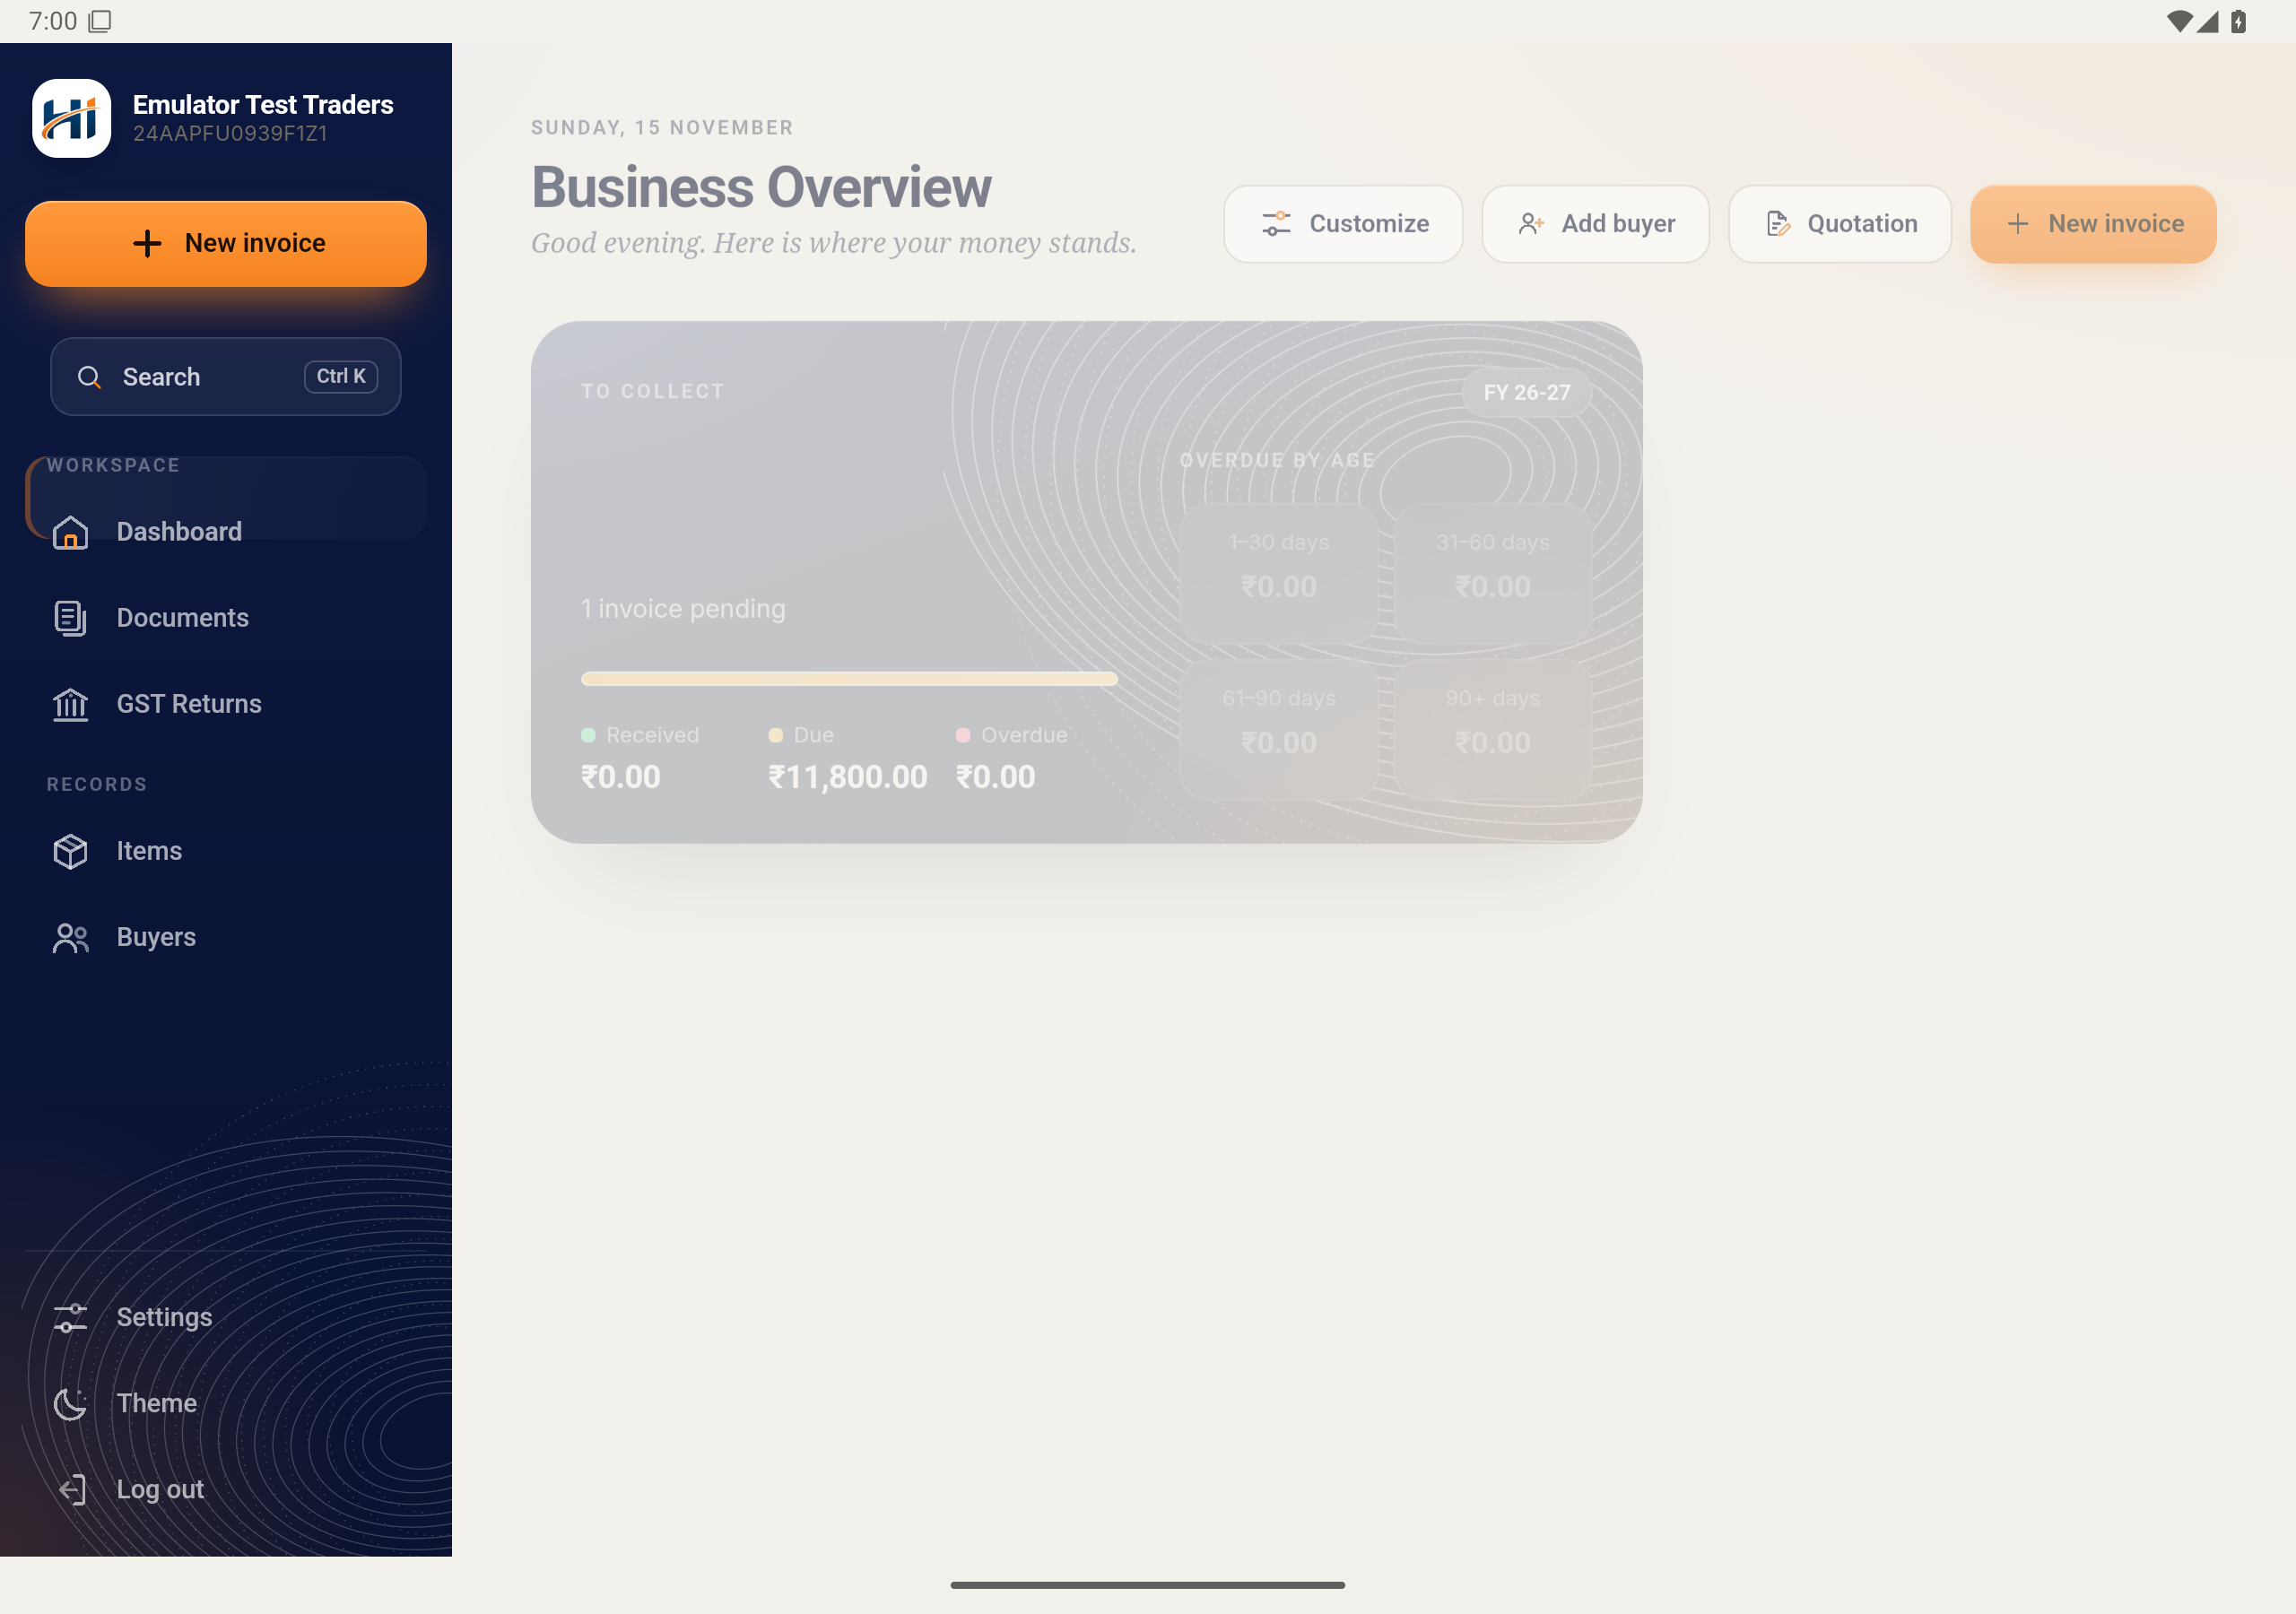 7:00
Hi
Emulator Test Traders
24AAPFU0939F1Z1
New invoice
Search
Ctrl K
WORKSPACE
Dashboard
Documents
GST Returns
RECORDS
Items
Buyers
Settings
Theme
Log out
SUNDAY, 15 NOVEMBER
Business Overview
Good evening. Here is where your money stands.
Customize
Add buyer
Quotation
New invoice
TO COLLECT
FY 26-27
1 invoice pending
Received
₹0.00
Due
₹11,800.00
Overdue
₹0.00
OVERDUE BY AGE
1–30 days
₹0.00
31–60 days
₹0.00
61–90 days
₹0.00
90+ days
₹0.00